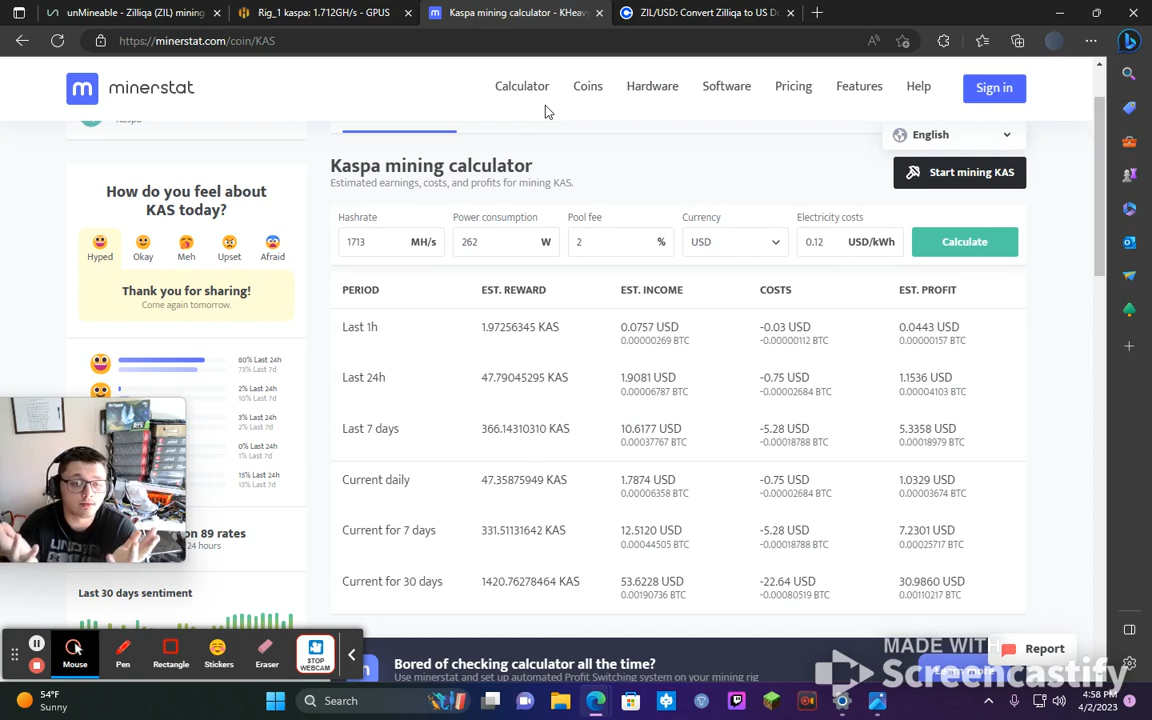 unMineable - Zilliqa (ZIL) mining
Rig_1 kaspa: 1.712GH/s - GPUS
Kaspa mining calculator - KHeavy
ZIL/USD: Convert Zilliqa to US D
https://minerstat.com/coin/KAS
m minerstat
Calculator
Coins
Hardware
Software
Pricing
Features
Help
Sign in
Kaspa
English
Kaspa mining calculator
Estimated earnings, costs, and profits for mining KAS.
Start mining KAS
How do you feel about
KAS today?
Hyped
Okay
Meh
Upset
Afraid
Thank you for sharing!
Come again tomorrow.
Hashrate
Power consumption
Pool fee
Currency
Electricity costs
1713 MH/s
262 W
2 %
USD
0.12 USD/kWh
Calculate
PERIOD EST. REWARD EST. INCOME COSTS EST. PROFIT
Last 1h 1.97256345 KAS 0.0757 USD -0.03 USD 0.0443 USD
0.00000269 BTC -0.00000112 BTC 0.00000157 BTC
Last 24h 47.79045295 KAS 1.9081 USD -0.75 USD 1.1536 USD
0.00006787 BTC -0.00002684 BTC 0.00004103 BTC
Last 7 days 366.14310310 KAS 10.6177 USD -5.28 USD 5.3358 USD
0.00037767 BTC -0.00018788 BTC 0.00018979 BTC
Current daily 47.35875949 KAS 1.7874 USD -0.75 USD 1.0329 USD
0.00006358 BTC -0.00002684 BTC 0.00003674 BTC
Current for 7 days 331.51131642 KAS 12.5120 USD -5.28 USD 7.2301 USD
0.00044505 BTC -0.00018788 BTC 0.00025717 BTC
Current for 30 days 1420.76278464 KAS 53.6228 USD -22.64 USD 30.9860 USD
0.00190736 BTC -0.00080519 BTC 0.00110217 BTC
60% Last 24h
73% Last 7d
2% Last 24h
10% Last 7d
3% Last 24h
2% Last 7d
0% Last 24h
1% Last 7d
15% Last 24h
13% Last 7d
on 89 rates
24 hours
Last 30 days sentiment
Bored of checking calculator all the time?
Use minerstat and setup automated Profit Switching system on your mining rig
Learn more
Report
MADE WITH
Screencastify
Mouse
Pen
Rectangle
Stickers
Eraser
STOP
WEBCAM
54°F
Sunny
Search
4:58 PM
4/2/2023